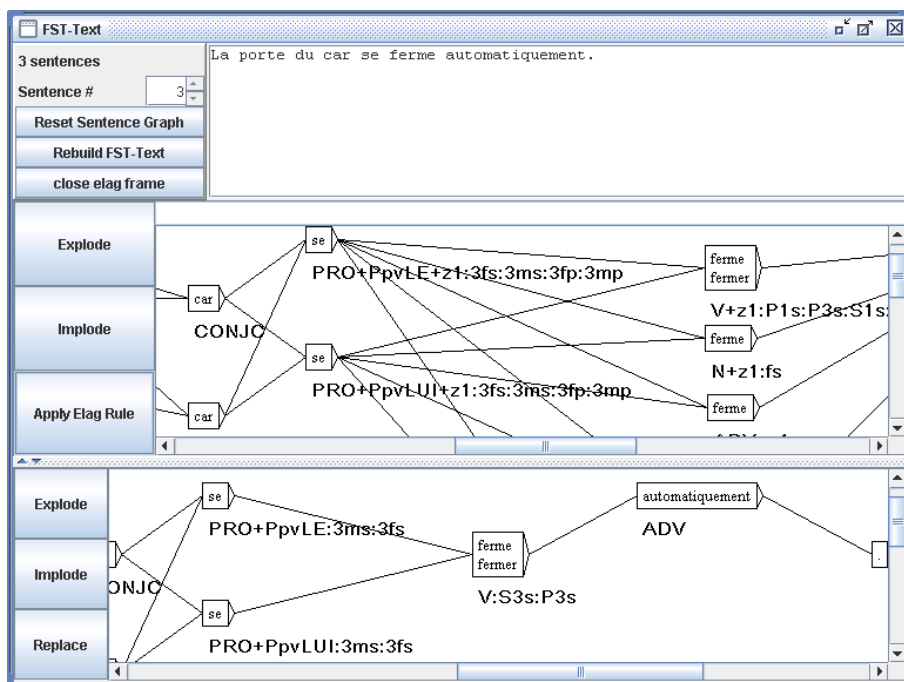 FST-Text
3 sentences
Sentence #
3
Reset Sentence Graph
Rebuild FST-Text
close elag frame
La porte du car se ferme automatiquement.
Explode
Implode
Apply Elag Rule
se
PRO+PpvLE+z1:3fs:3ms:3fp:3mp
car
CONJC
se
PRO+PpvLUI+z1:3fs:3ms:3fp:3mp
car
ferme
fermer
V+z1:P1s:P3s:S1s:
ferme
N+z1:fs
ferme
Explode
Implode
Replace
se
PRO+PpvLE:3ms:3fs
ONJC
se
PRO+PpvLUI:3ms:3fs
ferme
fermer
V:S3s:P3s
automatiquement
ADV
.